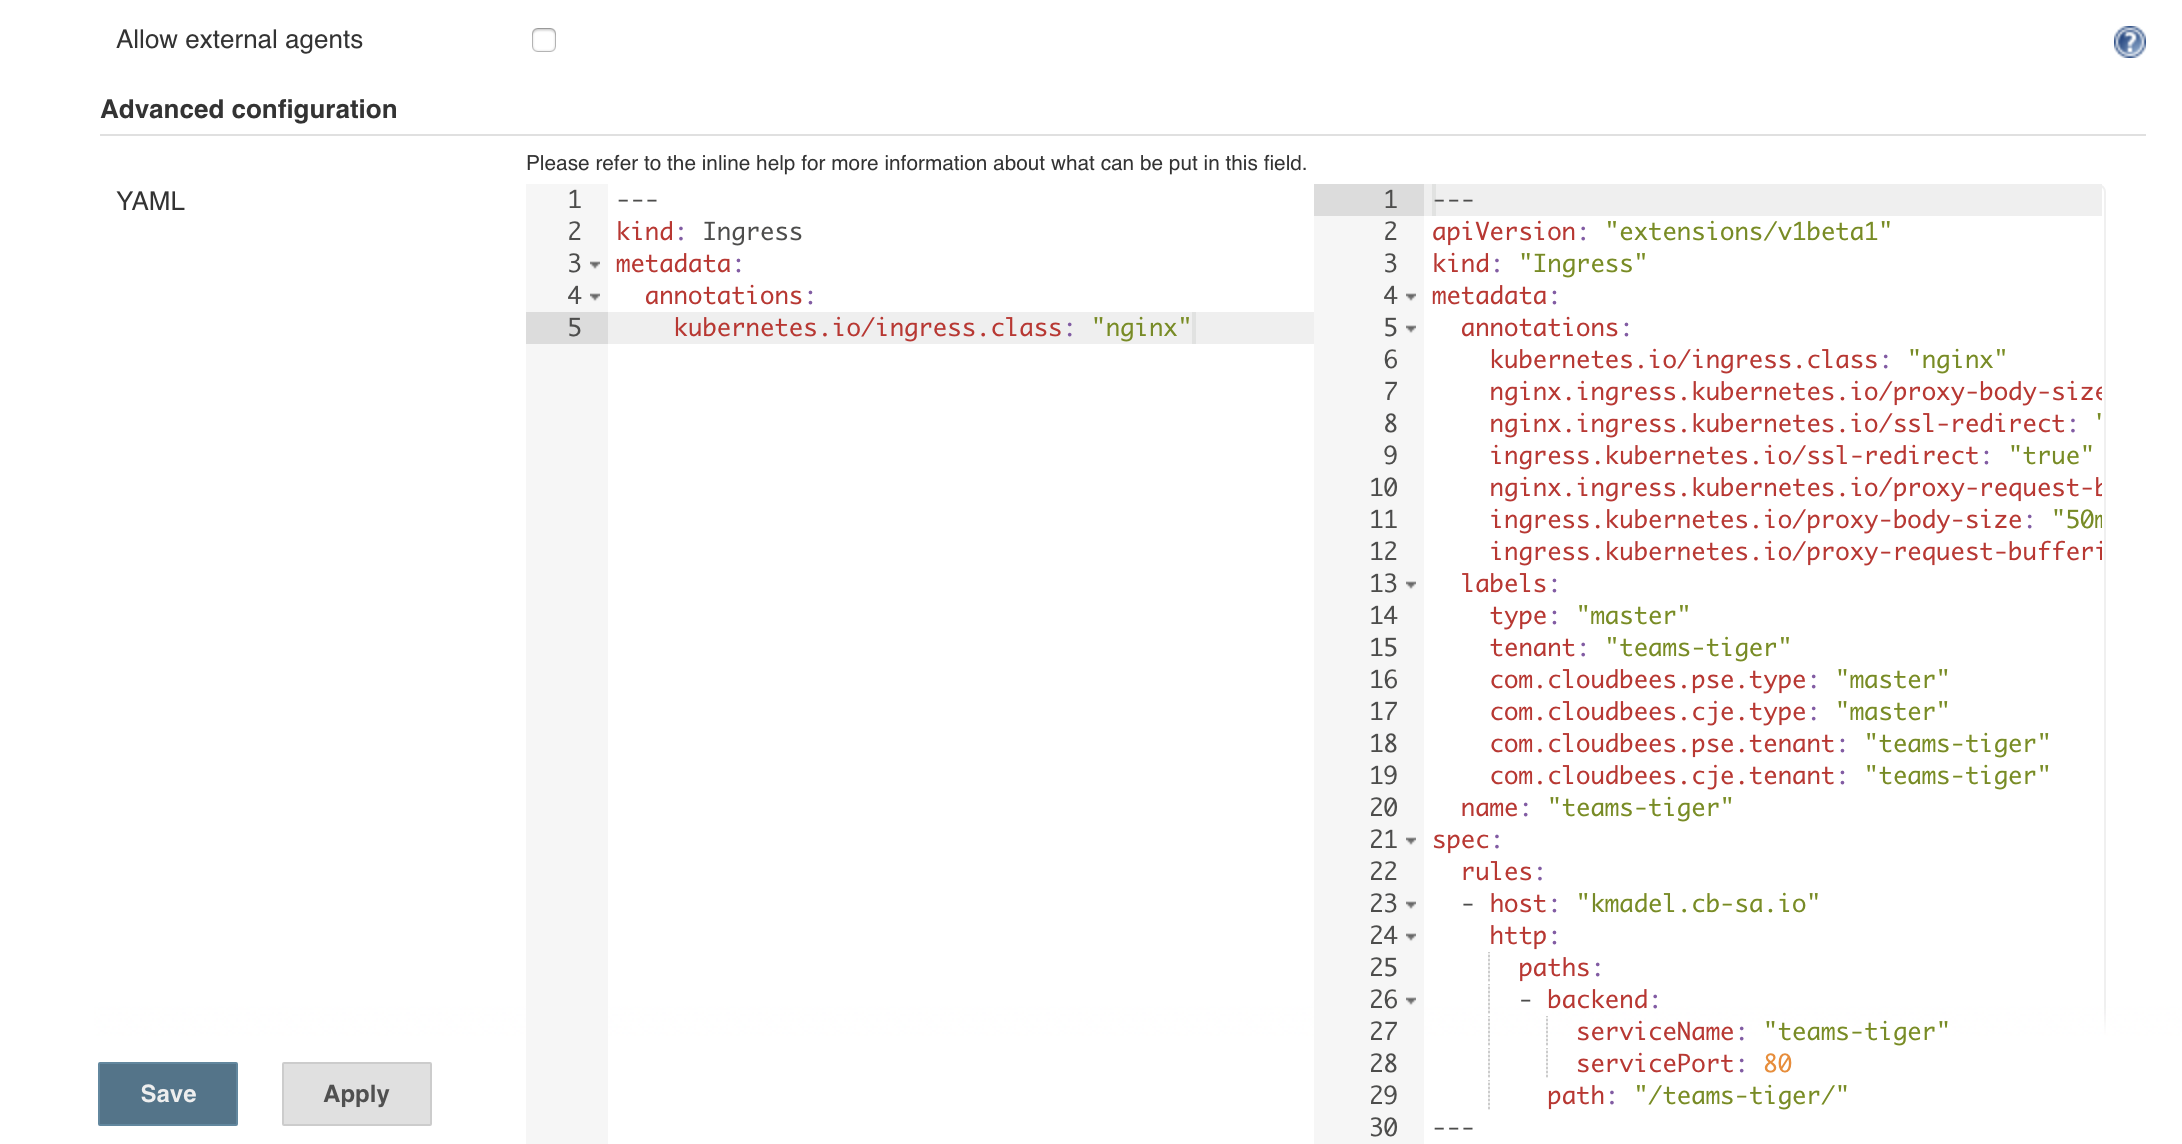 Allow external agents
Advanced configuration
Please refer to the inline help for more information about what can be put in this field.
YAML
1 ---
2 kind: Ingress
3 metadata:
4   annotations:
5     kubernetes.io/ingress.class: "nginx"
1 ---
2 apiVersion: "extensions/v1beta1"
3 kind: "Ingress"
4 metadata:
5   annotations:
6     kubernetes.io/ingress.class: "nginx"
7     nginx.ingress.kubernetes.io/proxy-body-size
8     nginx.ingress.kubernetes.io/ssl-redirect: "
9     ingress.kubernetes.io/ssl-redirect: "true"
10     nginx.ingress.kubernetes.io/proxy-request-
11     ingress.kubernetes.io/proxy-body-size: "50m
12     ingress.kubernetes.io/proxy-request-bufferi
13   labels:
14     type: "master"
15     tenant: "teams-tiger"
16     com.cloudbees.pse.type: "master"
17     com.cloudbees.cje.type: "master"
18     com.cloudbees.pse.tenant: "teams-tiger"
19     com.cloudbees.cje.tenant: "teams-tiger"
20   name: "teams-tiger"
21 spec:
22   rules:
23   - host: "kmadel.cb-sa.io"
24     http:
25       paths:
26       - backend:
27           serviceName: "teams-tiger"
28           servicePort: 80
29         path: "/teams-tiger/"
30 ---
Save
Apply